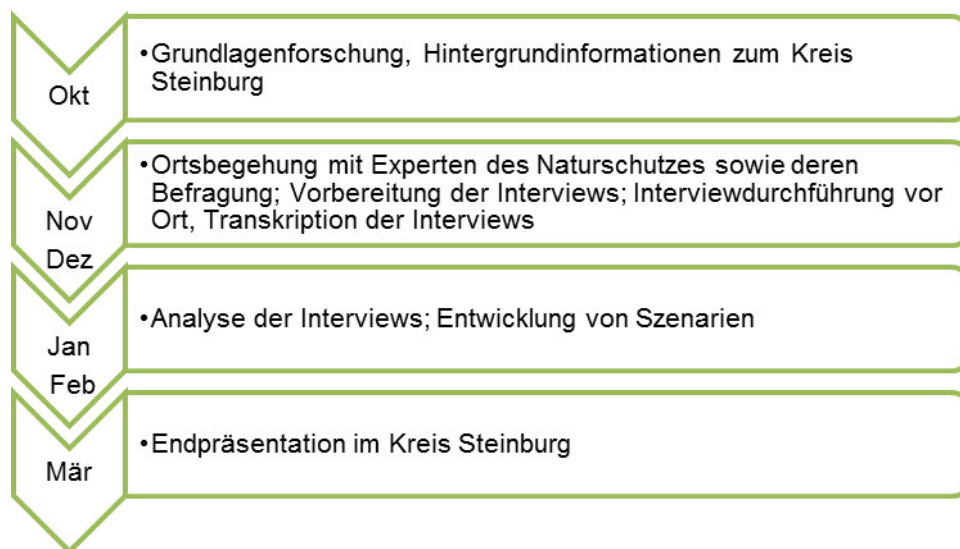 Okt
•Grundlagenforschung, Hintergrundinformationen zum Kreis
Steinburg
Nov
Dez
•Ortsbegehung mit Experten des Naturschutzes sowie deren
Befragung; Vorbereitung der Interviews; Interviewdurchführung vor
Ort, Transkription der Interviews
Jan
Feb
•Analyse der Interviews; Entwicklung von Szenarien
Mär
•Endpräsentation im Kreis Steinburg